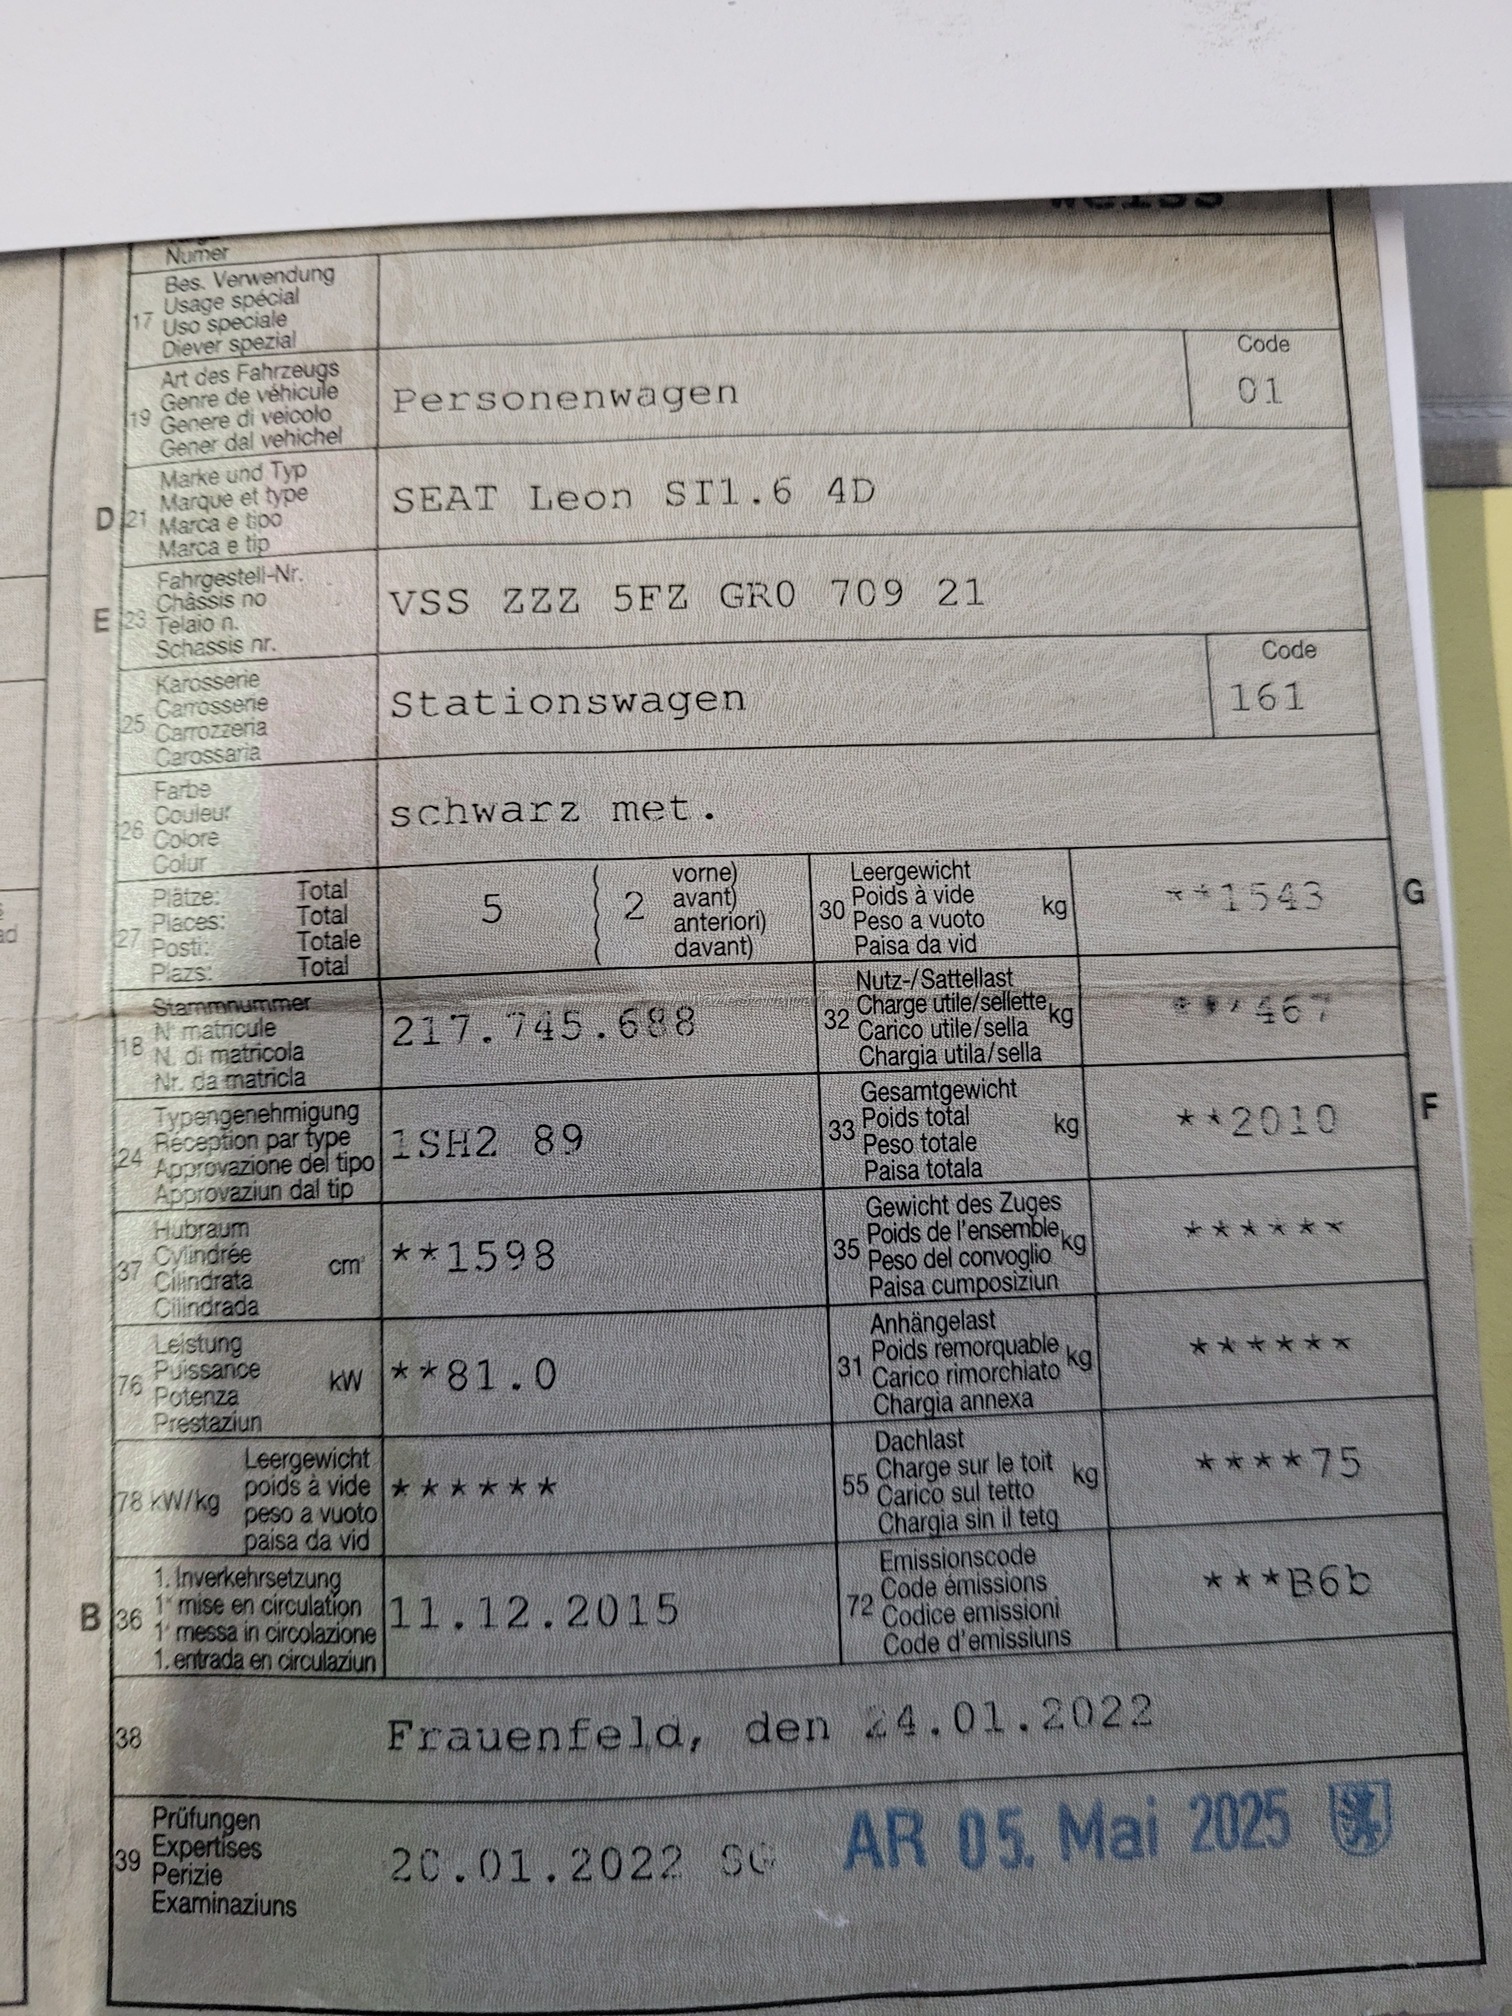 weiss
Numer
17 Bes. Verwendung
Usage spécial
Uso speciale
Diever spezial
19 Art des Fahrzeugs
Genre de véhicule
Genere di veicolo
Gener dal vehichel
Personenwagen
Code
01
D 21 Marke und Typ
Marque et type
Marca e tipo
Marca e tip
SEAT Leon ST1.6 4D
E 23 Fahrgestell-Nr.
Châssis no
Telaio n.
Schassis nr.
VSS ZZZ 5FZ GR0 709 21
25 Karosserie
Carrosserie
Carrozzeria
Carossaria
Stationswagen
Code
161
26 Farbe
Couleur
Colore
Colur
schwarz met.
27 Plätze: Total
Places: Total
Posti: Totale
Plazs: Total
5 ( 2 vorne)
avant)
anteriori)
davant)
30 Leergewicht
Poids à vide kg
Peso a vuoto
Paisa da vid
**1543 G
18 Stammnummer
N° matricule
N. di matricola
Nr. da matricla
217.745.688
32 Nutz-/Sattellast
Charge utile/sellette kg
Carico utile/sella
Chargia utila/sella
***467
24 Typengenehmigung
Réception par type
Approvazione del tipo
Approvaziun dal tip
1SH2 89
33 Gesamtgewicht
Poids total kg
Peso totale
Paisa totala
**2010 F
37 Hubraum
Cylindrée cm³
Cilindrata
Cilindrada
**1598
35 Gewicht des Zuges
Poids de l'ensemble kg
Peso del convoglio
Paisa cumposiziun
******
76 Leistung
Puissance kW
Potenza
Prestaziun
**81.0
31 Anhängelast
Poids remorquable kg
Carico rimorchiato
Chargia annexa
******
78 kW/kg Leergewicht
poids à vide
peso a vuoto
paisa da vid
******
55 Dachlast
Charge sur le toit kg
Carico sul tetto
Chargia sin il tetg
****75
B 36 1. Inverkehrsetzung
1re mise en circulation
1a messa in circolazione
1. entrada en circulaziun
11.12.2015
72 Emissionscode
Code émissions
Codice emissioni
Code d'emissiuns
***B6b
38 Frauenfeld, den 24.01.2022
39 Prüfungen
Expertises
Perizie
Examinaziuns
20.01.2022 SG
AR 05. Mai 2025